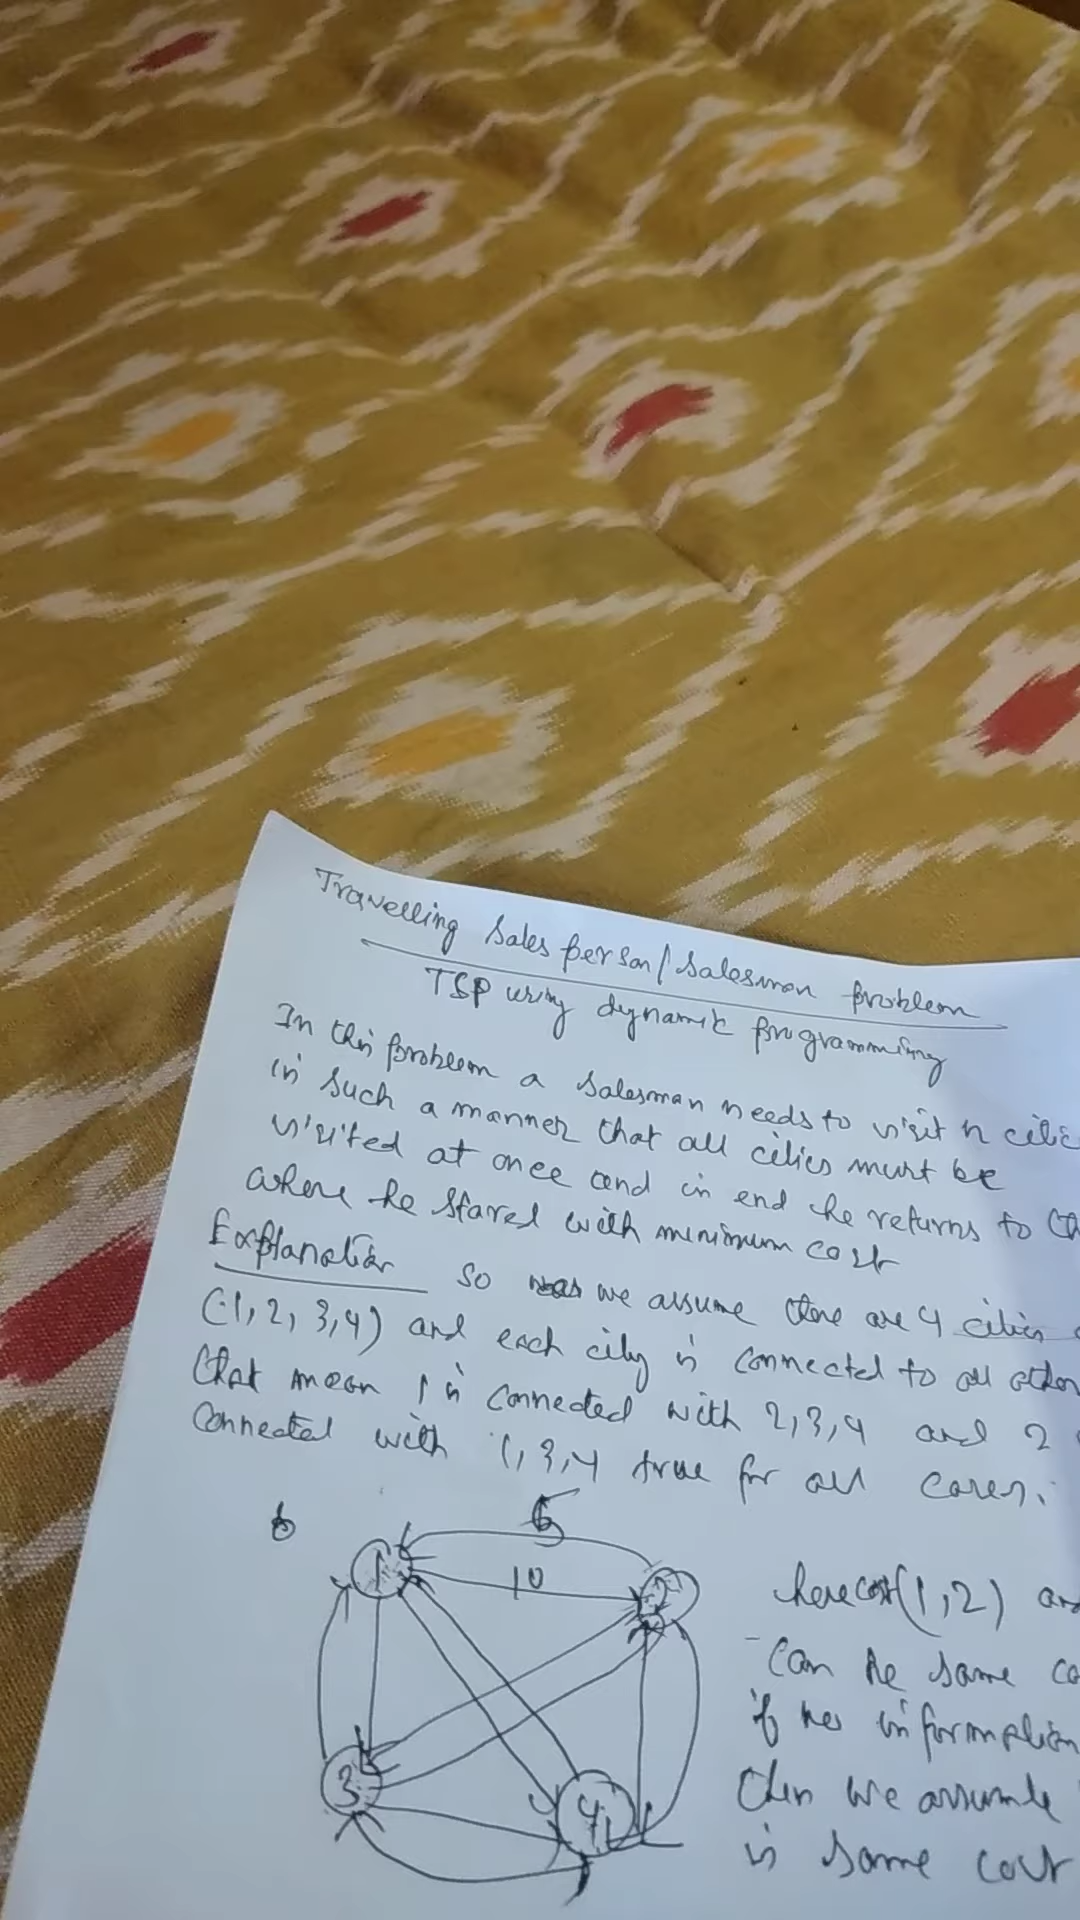 Travelling Sales person/Salesman problem
TSP using dynamic programming
In this problem a salesman needs to visit n citie
in such a manner that all cities must be
visited at once and in end he returns to th
where he stared with minimum cost
Explanation so we assume there are 4 cities
(1, 2, 3, 4) and each city is connected to all other
that mean 1 is connected with 2, 3, 4 and 2
connected with 1, 3, 4 true for all cases.
6
1 10 2
3 4
here cost(1, 2) an
can be same co
if no information
then we assume
is same cost